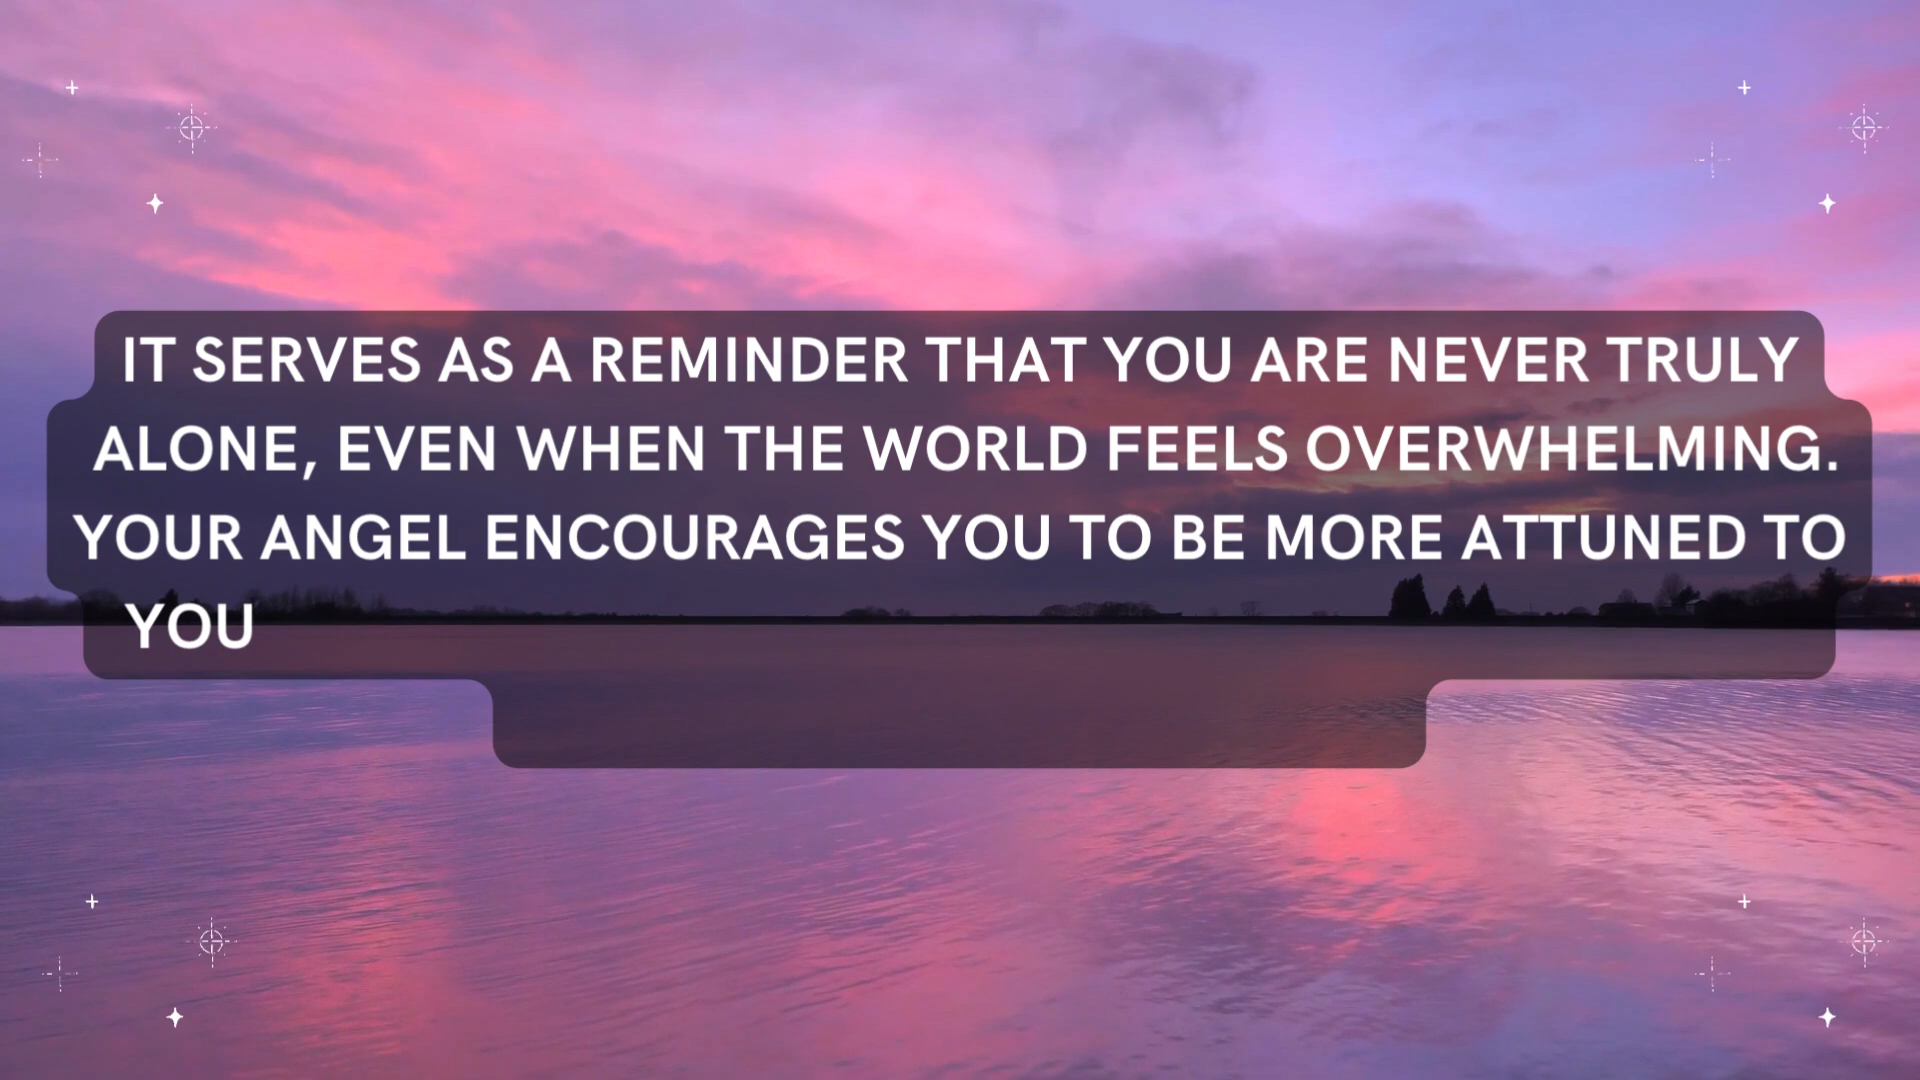 IT SERVES AS A REMINDER THAT YOU ARE NEVER TRULY
ALONE, EVEN WHEN THE WORLD FEELS OVERWHELMING.
YOUR ANGEL ENCOURAGES YOU TO BE MORE ATTUNED TO
YOU